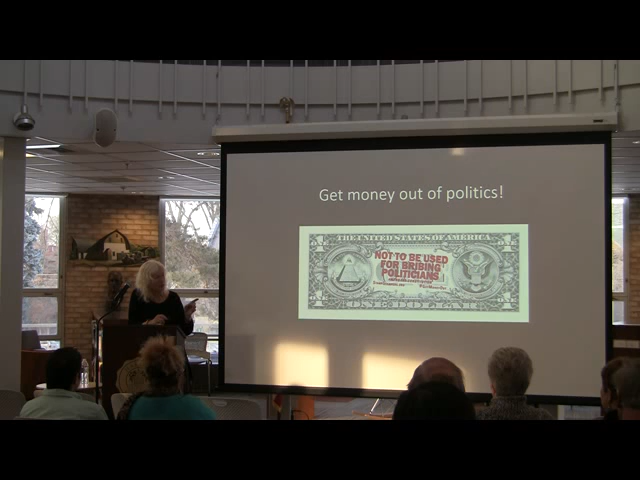 Get money out of politics!
THE UNITED STATES OF AMERICA
NOT TO BE USED
FOR BRIBING
POLITICIANS
ONE DOLLAR